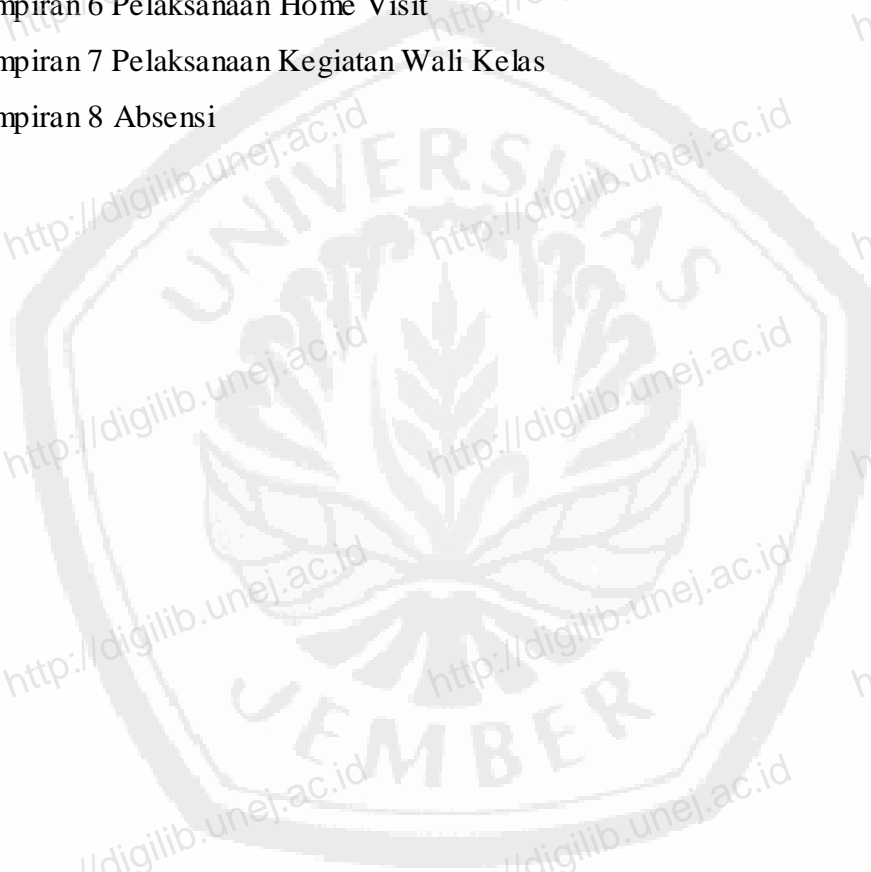 mpiran 6 Pelaksanaan Home Visit
mpiran 7 Pelaksanaan Kegiatan Wali Kelas
mpiran 8 Absensi
http://digilib.unej.ac.id http://digilib.unej.ac.id h
UNIVERSITAS
http://digilib.unej.ac.id http://digilib.unej.ac.id h
http://digilib.unej.ac.id http://digilib.unej.ac.id h
JEMBER
//digilib.unej.ac.id //digilib.unej.ac.id